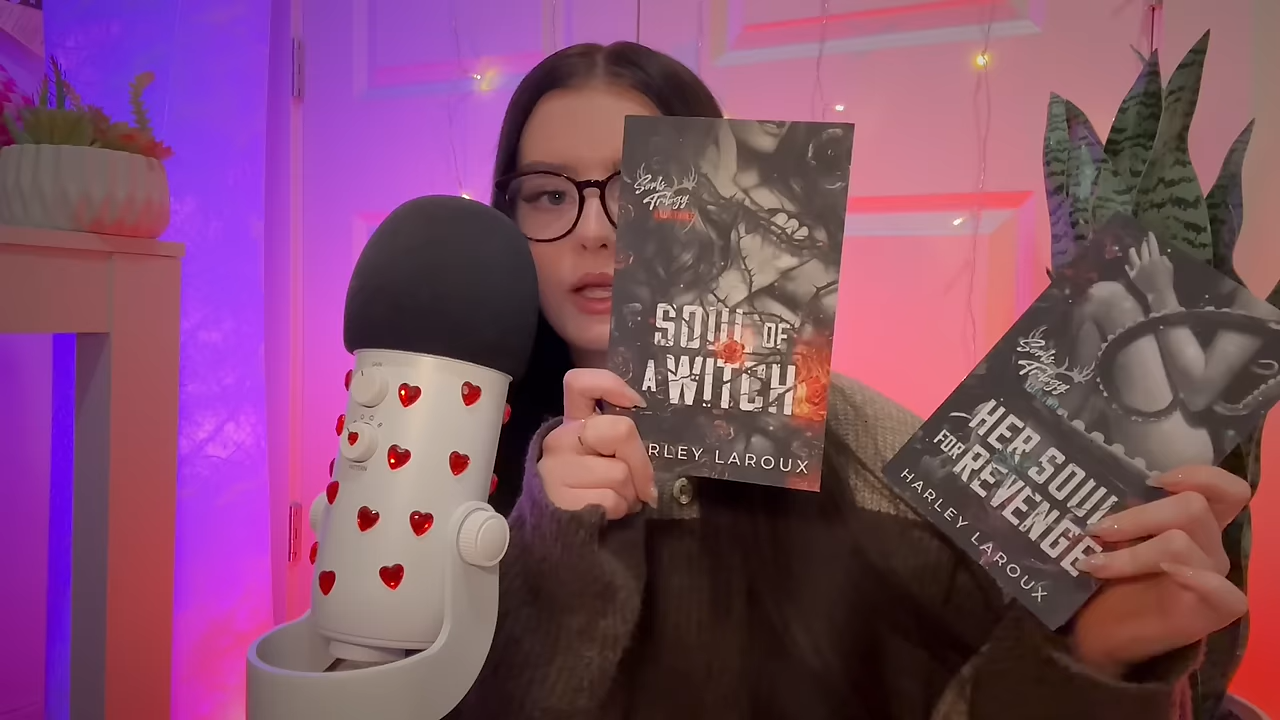 Souls
Trilogy
SOUL OF
A WITCH
RLEY LAROUX
Souls
Trilogy
HER SOUL
FOR REVENGE
HARLEY LAROUX